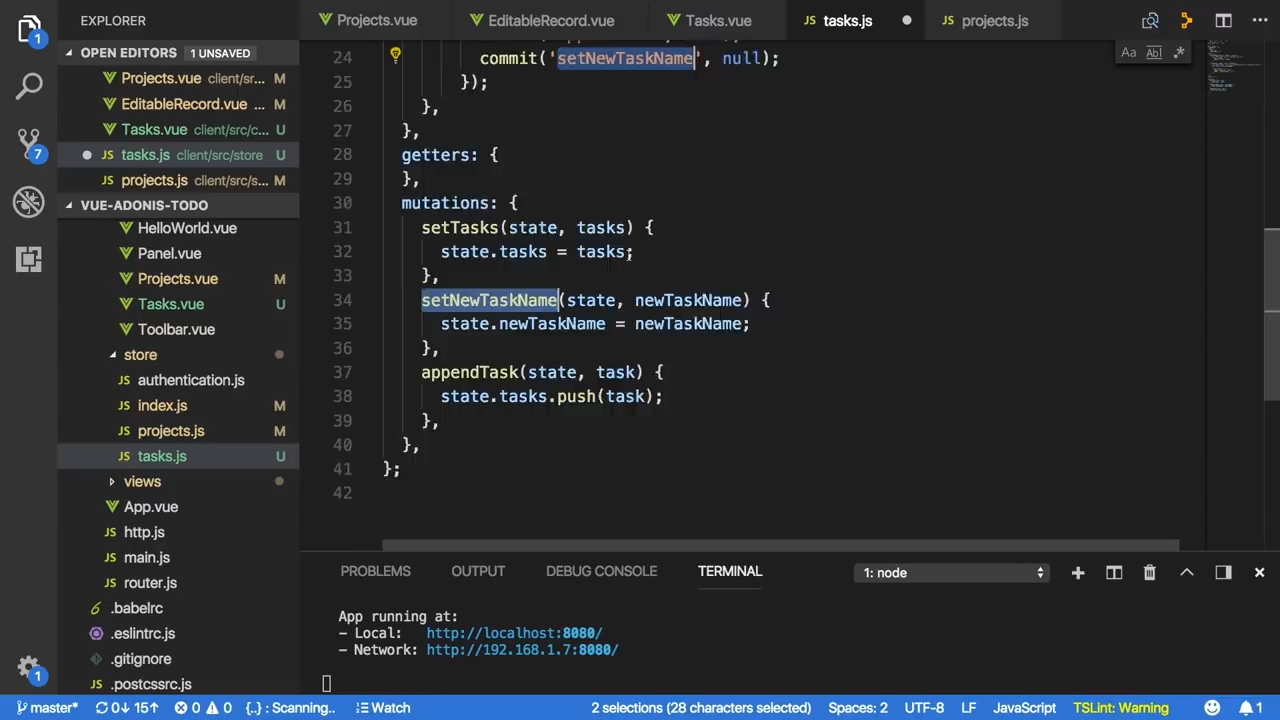 EXPLORER
Projects.vue
EditableRecord.vue
Tasks.vue
tasks.js
projects.js
OPEN EDITORS 1 UNSAVED
Projects.vue client/src/... M
EditableRecord.vue ... M
Tasks.vue client/src/c... U
tasks.js client/src/store U
projects.js client/src/s... M
VUE-ADONIS-TODO
HelloWorld.vue
Panel.vue
Projects.vue M
Tasks.vue U
Toolbar.vue
store
authentication.js
index.js M
projects.js M
tasks.js U
views
App.vue
http.js
main.js
router.js
.babelrc
.eslintrc.js
.gitignore
.postcssrc.js
1
7
1
Aa Abl .*
24 commit('setNewTaskName', null);
25 });
26 },
27 },
28 getters: {
29 },
30 mutations: {
31 setTasks(state, tasks) {
32 state.tasks = tasks;
33 },
34 setNewTaskName(state, newTaskName) {
35 state.newTaskName = newTaskName;
36 },
37 appendTask(state, task) {
38 state.tasks.push(task);
39 },
40 },
41 };
42
PROBLEMS OUTPUT DEBUG CONSOLE TERMINAL 1: node
App running at:
- Local: http://localhost:8080/
- Network: http://192.168.1.7:8080/
master* 0↓ 15↑ 0 0 {..} : Scanning.. Watch 2 selections (28 characters selected) Spaces: 2 UTF-8 LF JavaScript TSLint: Warning 1